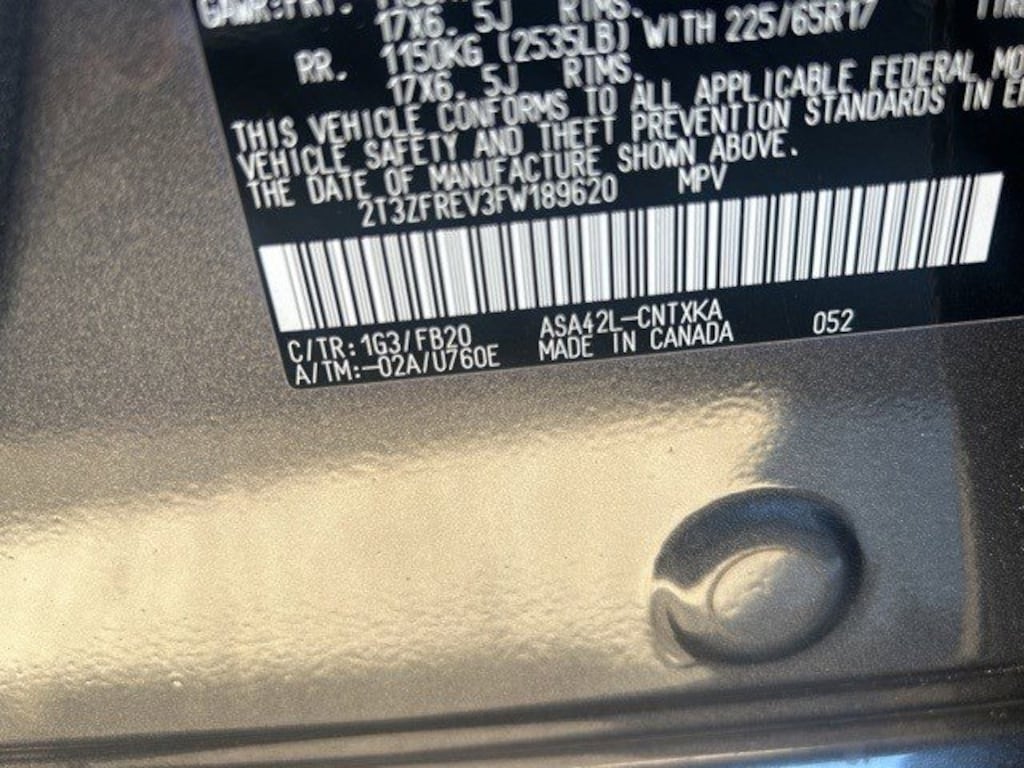 GAWR:FRT.
17X6. 5J RIMS.
RR. 1150KG (2535LB) WITH 225/65R17
17X6. 5J RIMS.
THIS VEHICLE CONFORMS TO ALL APPLICABLE FEDERAL MO
VEHICLE SAFETY AND THEFT PREVENTION STANDARDS IN E
THE DATE OF MANUFACTURE SHOWN ABOVE.
2T3ZFREV3FW189620 MPV
C/TR:1G3/FB20 ASA42L-CNTXKA 052
A/TM:-02A/U760E MADE IN CANADA